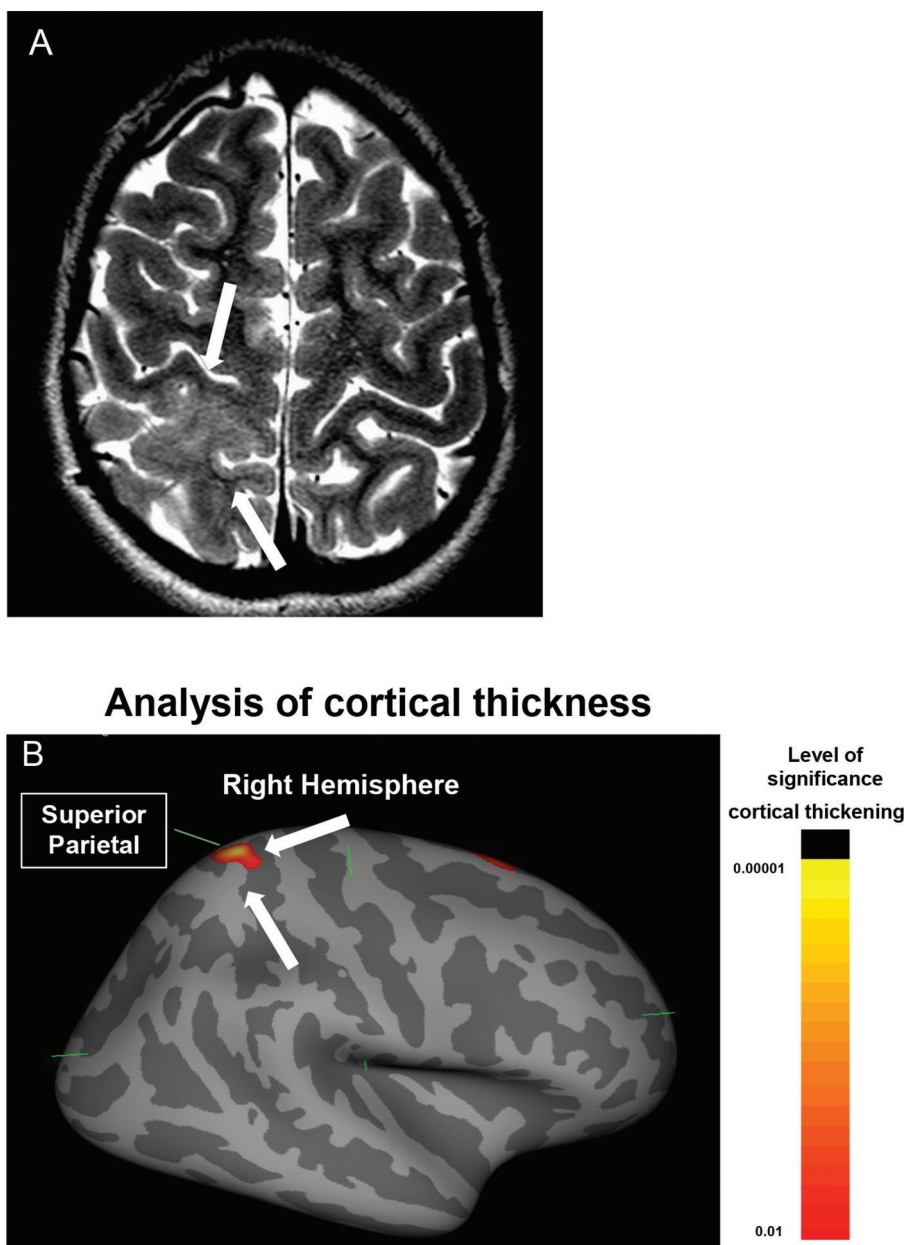 A
Analysis of cortical thickness
B
Right Hemisphere
Superior
Parietal
Level of
significance
cortical thickening
0.00001
0.01